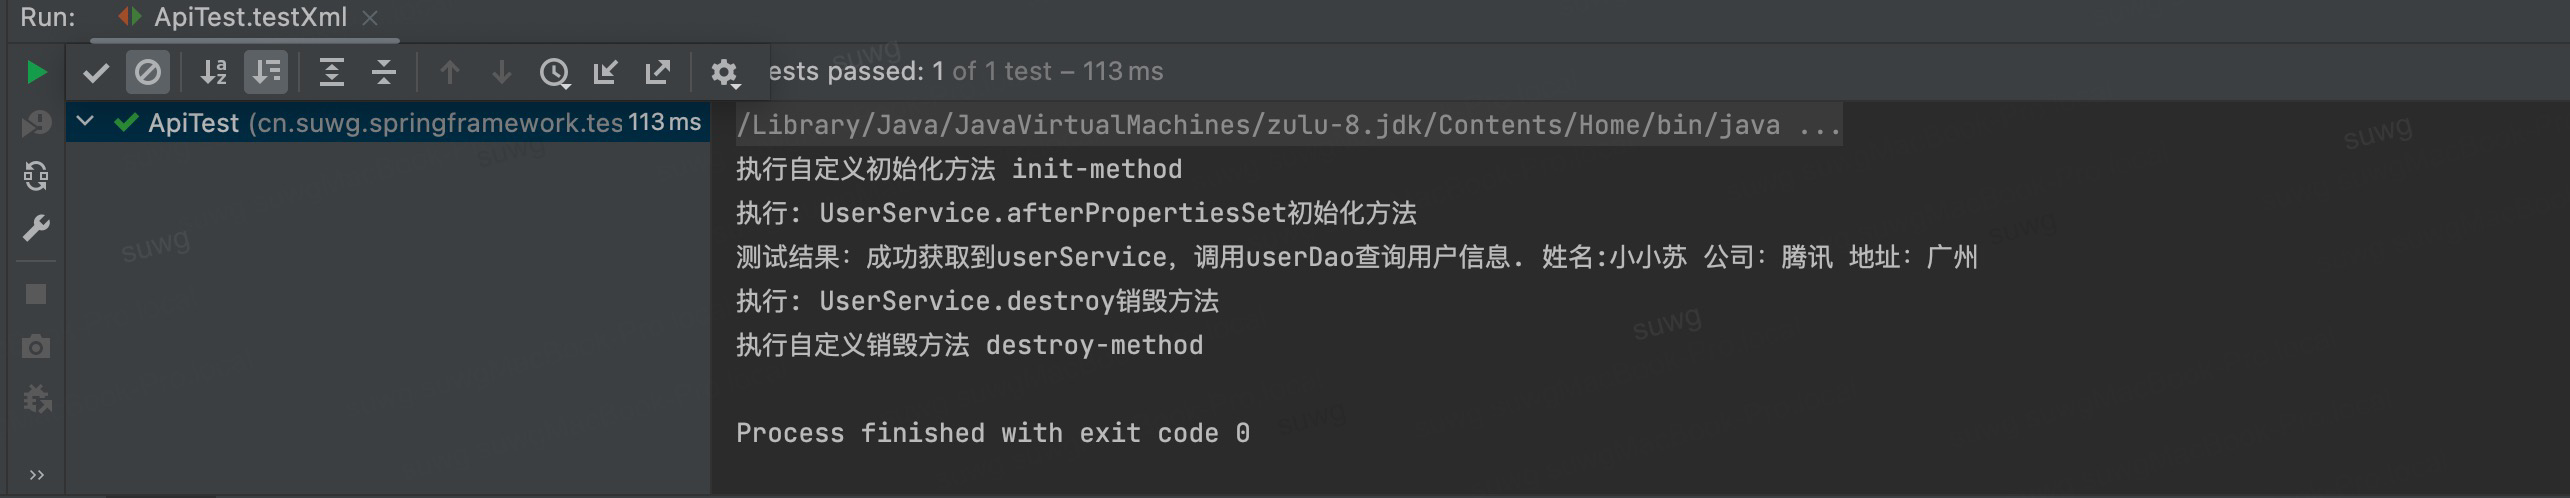 Run: ApiTest.testXml
ests passed: 1 of 1 test – 113 ms
ApiTest (cn.suwg.springframework.tes 113 ms
/Library/Java/JavaVirtualMachines/zulu-8.jdk/Contents/Home/bin/java ...
执行自定义初始化方法 init-method
执行: UserService.afterPropertiesSet初始化方法
测试结果: 成功获取到userService, 调用userDao查询用户信息. 姓名:小小苏 公司: 腾讯 地址: 广州
执行: UserService.destroy销毁方法
执行自定义销毁方法 destroy-method
Process finished with exit code 0
suwg
suwg
suwg
suwg
suwg
suwg
suwg